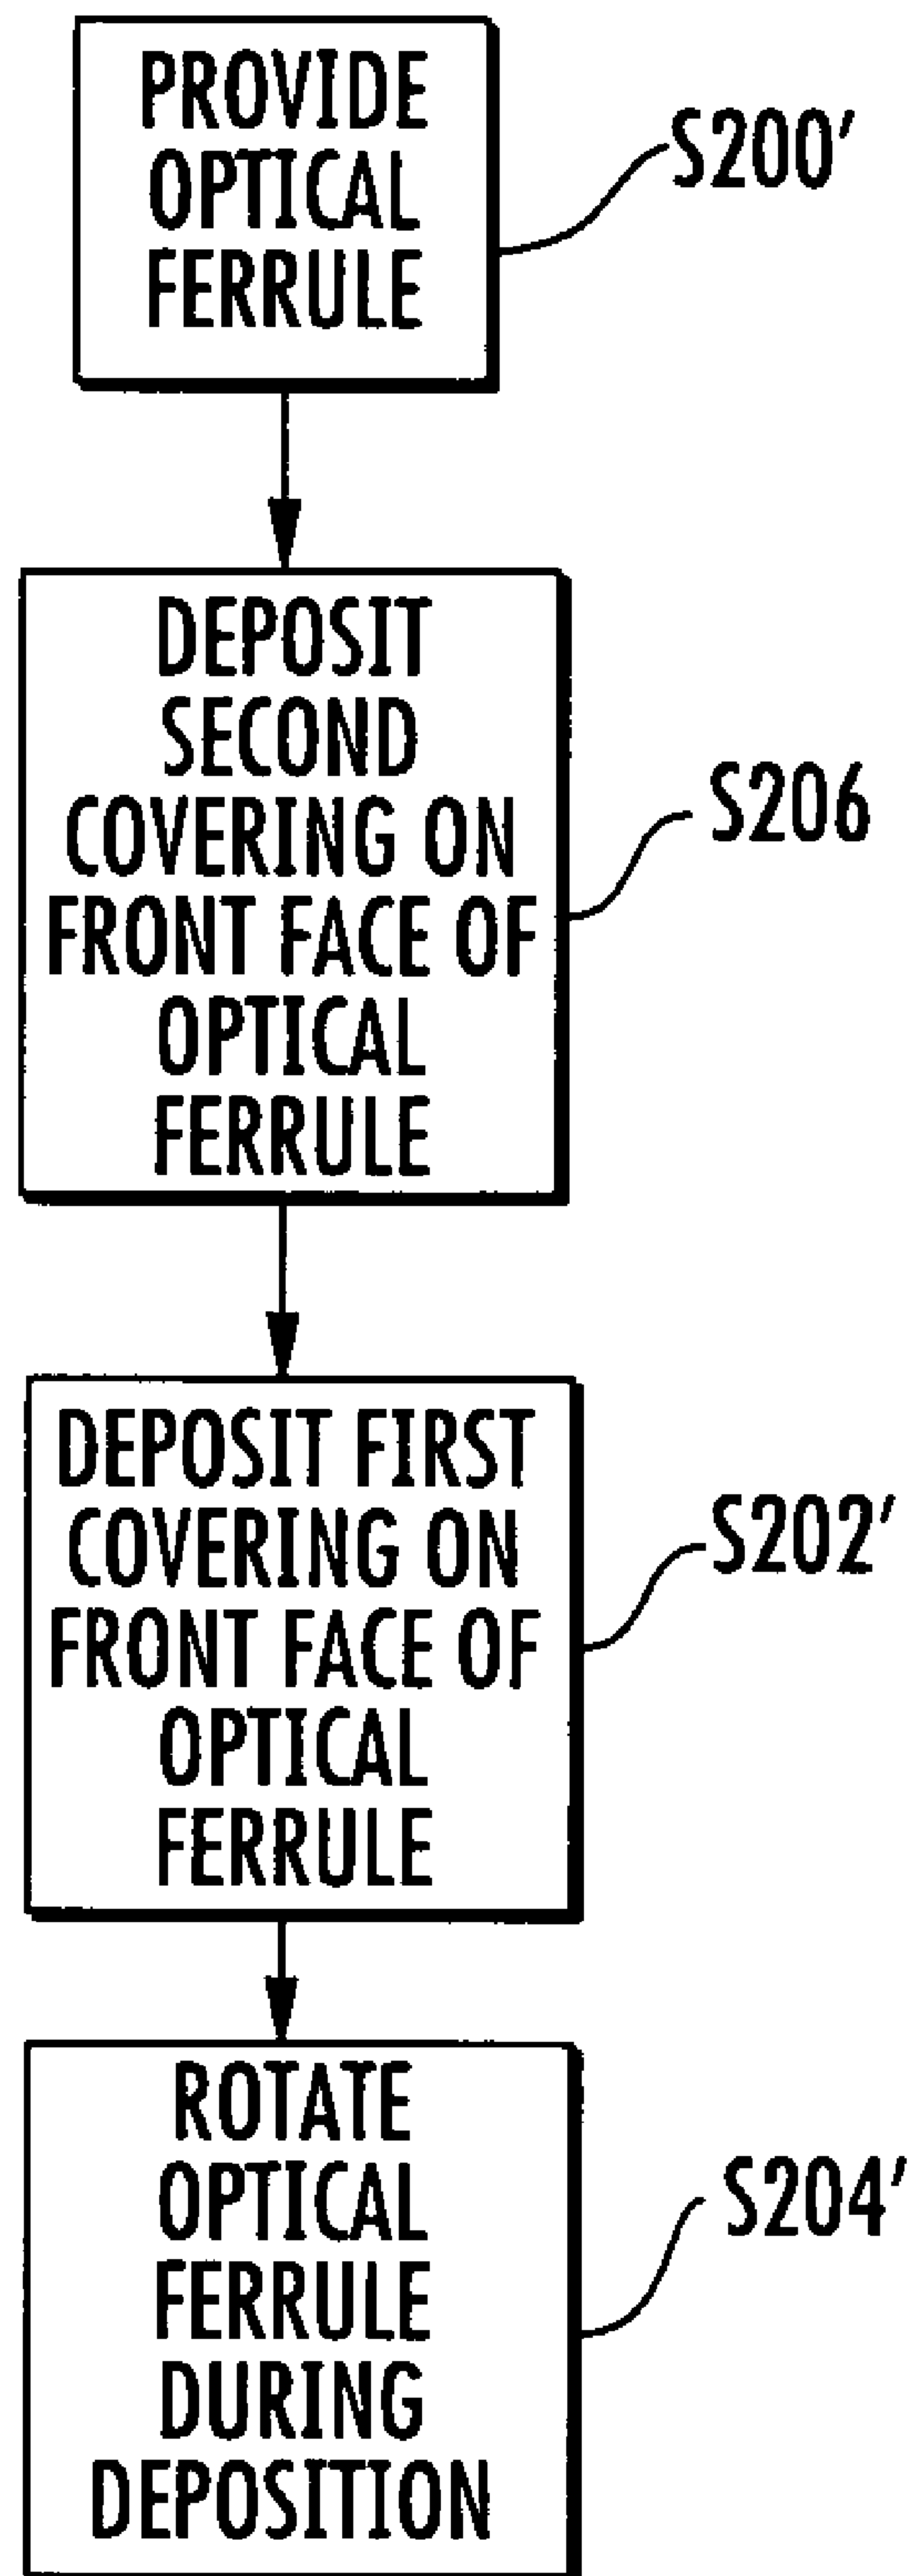 PROVIDE
OPTICAL
FERRULE
S200'
DEPOSIT
SECOND
COVERING ON
FRONT FACE OF
OPTICAL
FERRULE
S206
DEPOSIT FIRST
COVERING ON
FRONT FACE OF
OPTICAL
FERRULE
S202'
ROTATE
OPTICAL
FERRULE
DURING
DEPOSITION
S204'